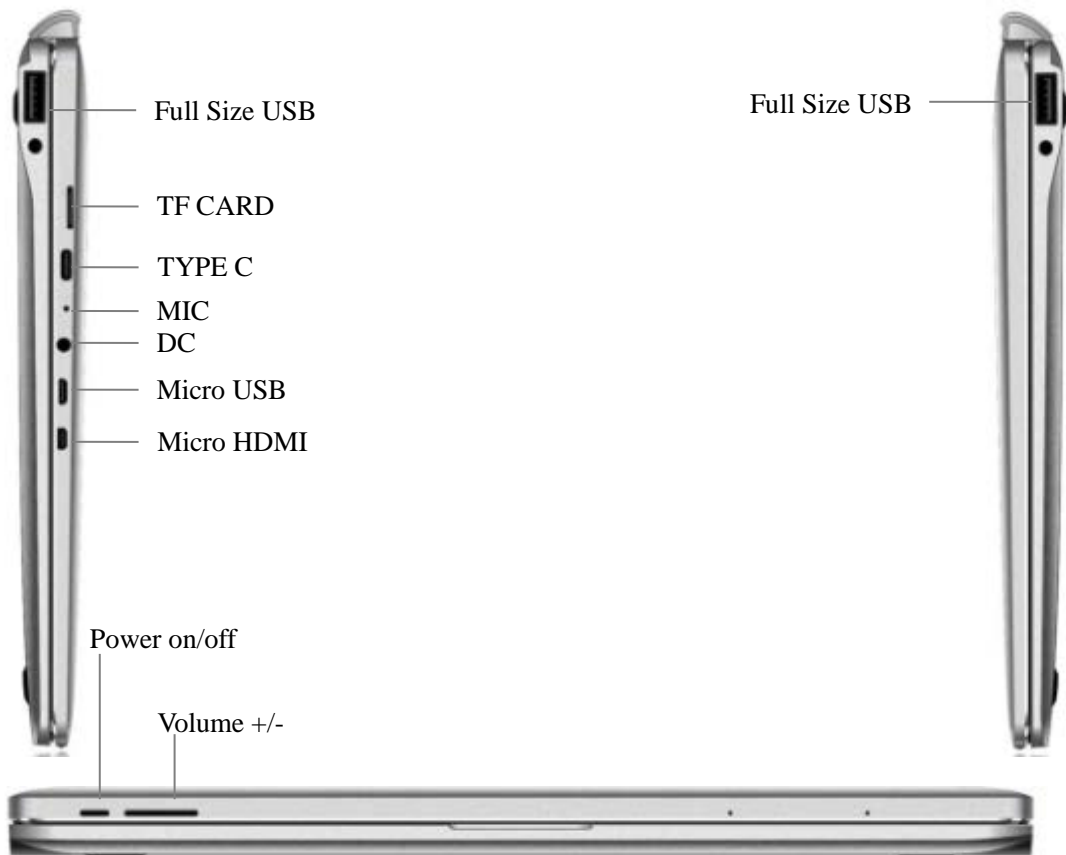 Full Size USB
Full Size USB
TF CARD
TYPE C
MIC
DC
Micro USB
Micro HDMI
Power on/off
Volume +/-